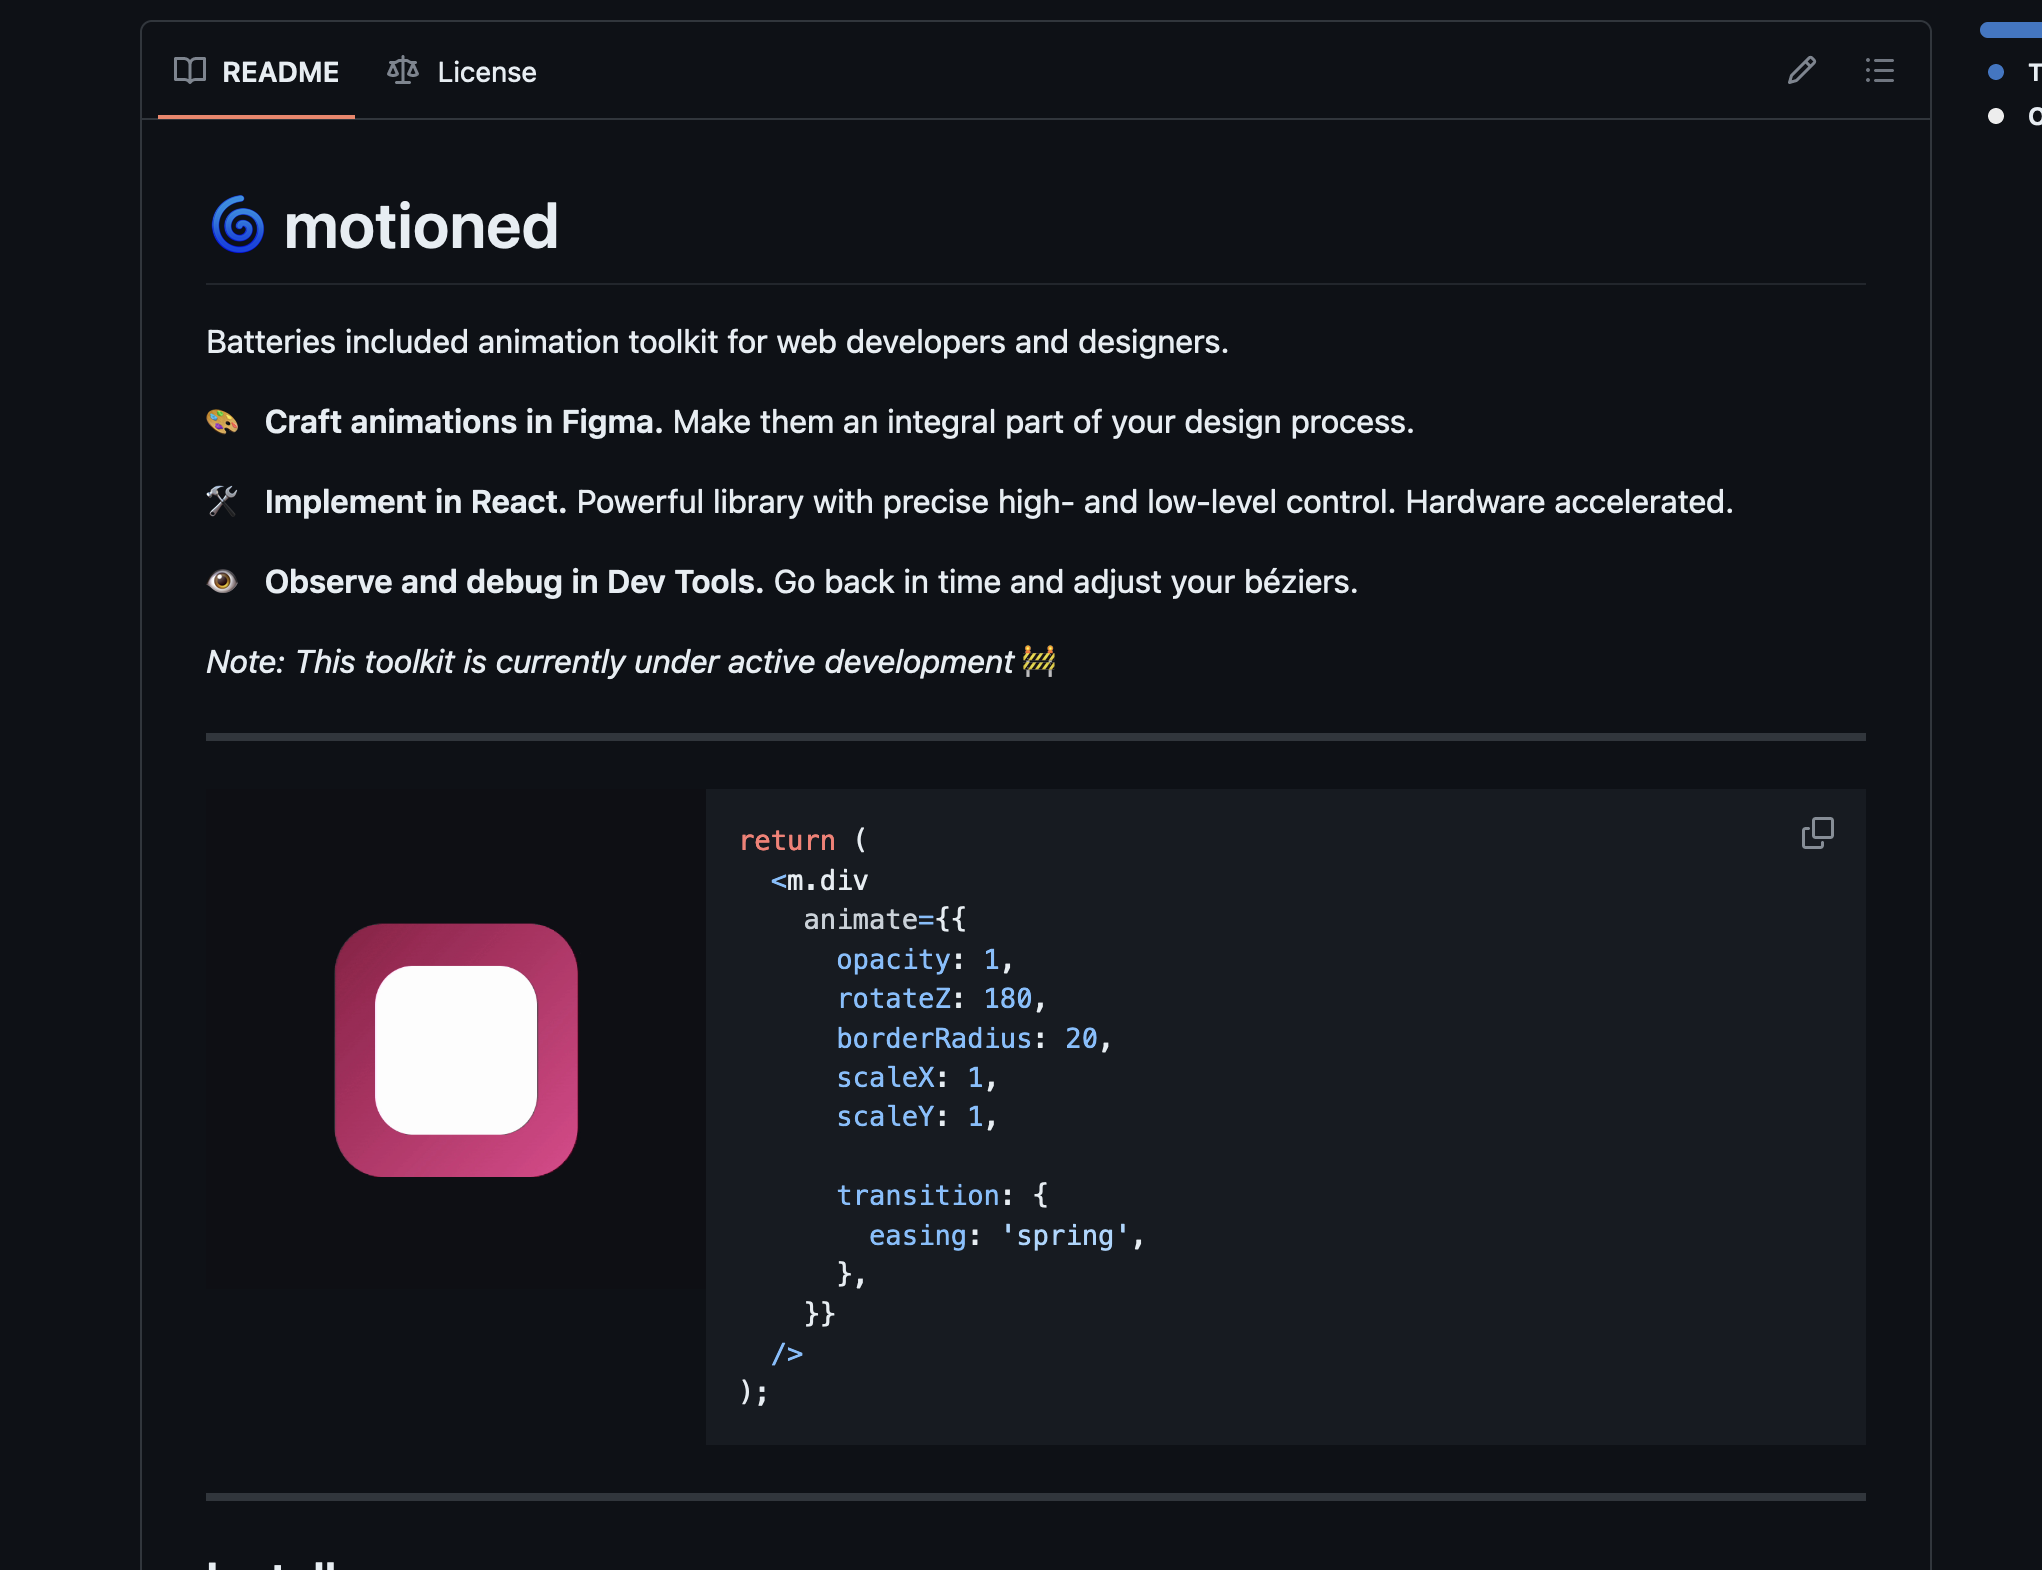 README
License
motioned
Batteries included animation toolkit for web developers and designers.
Craft animations in Figma. Make them an integral part of your design process.
Implement in React. Powerful library with precise high- and low-level control. Hardware accelerated.
Observe and debug in Dev Tools. Go back in time and adjust your béziers.
Note: This toolkit is currently under active development
return (
  <m.div
    animate={{
      opacity: 1,
      rotateZ: 180,
      borderRadius: 20,
      scaleX: 1,
      scaleY: 1,

      transition: {
        easing: 'spring',
      },
    }}
  />
);